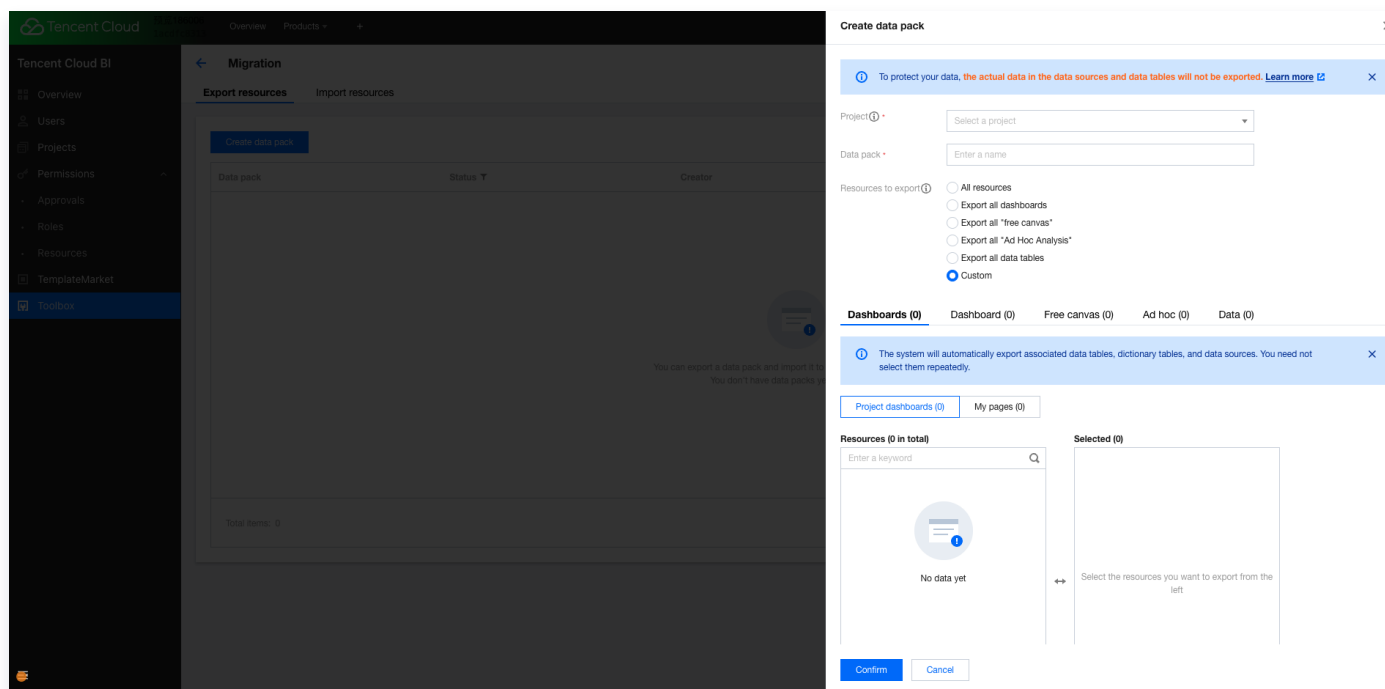 Tencent Cloud
Overview
Products
+
Tencent Cloud BI
Overview
Users
Projects
Permissions
Approvals
Roles
Resources
TemplateMarket
Toolbox
Migration
Export resources
Import resources
Create data pack
Data pack
Status
Creator
You can export a data pack and import it
You don't have data packs
Total items: 0
Create data pack
To protect your data, the actual data in the data sources and data tables will not be exported. Learn more
Project *
Select a project
Data pack *
Enter a name
Resources to export
All resources
Export all dashboards
Export all "free canvas"
Export all "Ad Hoc Analysis"
Export all data tables
Custom
Dashboards (0)
Dashboard (0)
Free canvas (0)
Ad hoc (0)
Data (0)
The system will automatically export associated data tables, dictionary tables, and data sources. You need not
select them repeatedly.
Project dashboards (0)
My pages (0)
Resources (0 in total)
Enter a keyword
No data yet
Selected (0)
Select the resources you want to export from the
left
Confirm
Cancel